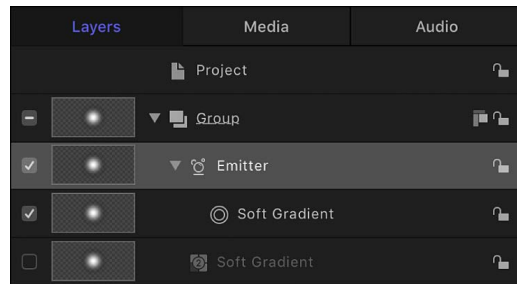 Layers Media Audio
Project
Group
Emitter
Soft Gradient
Soft Gradient